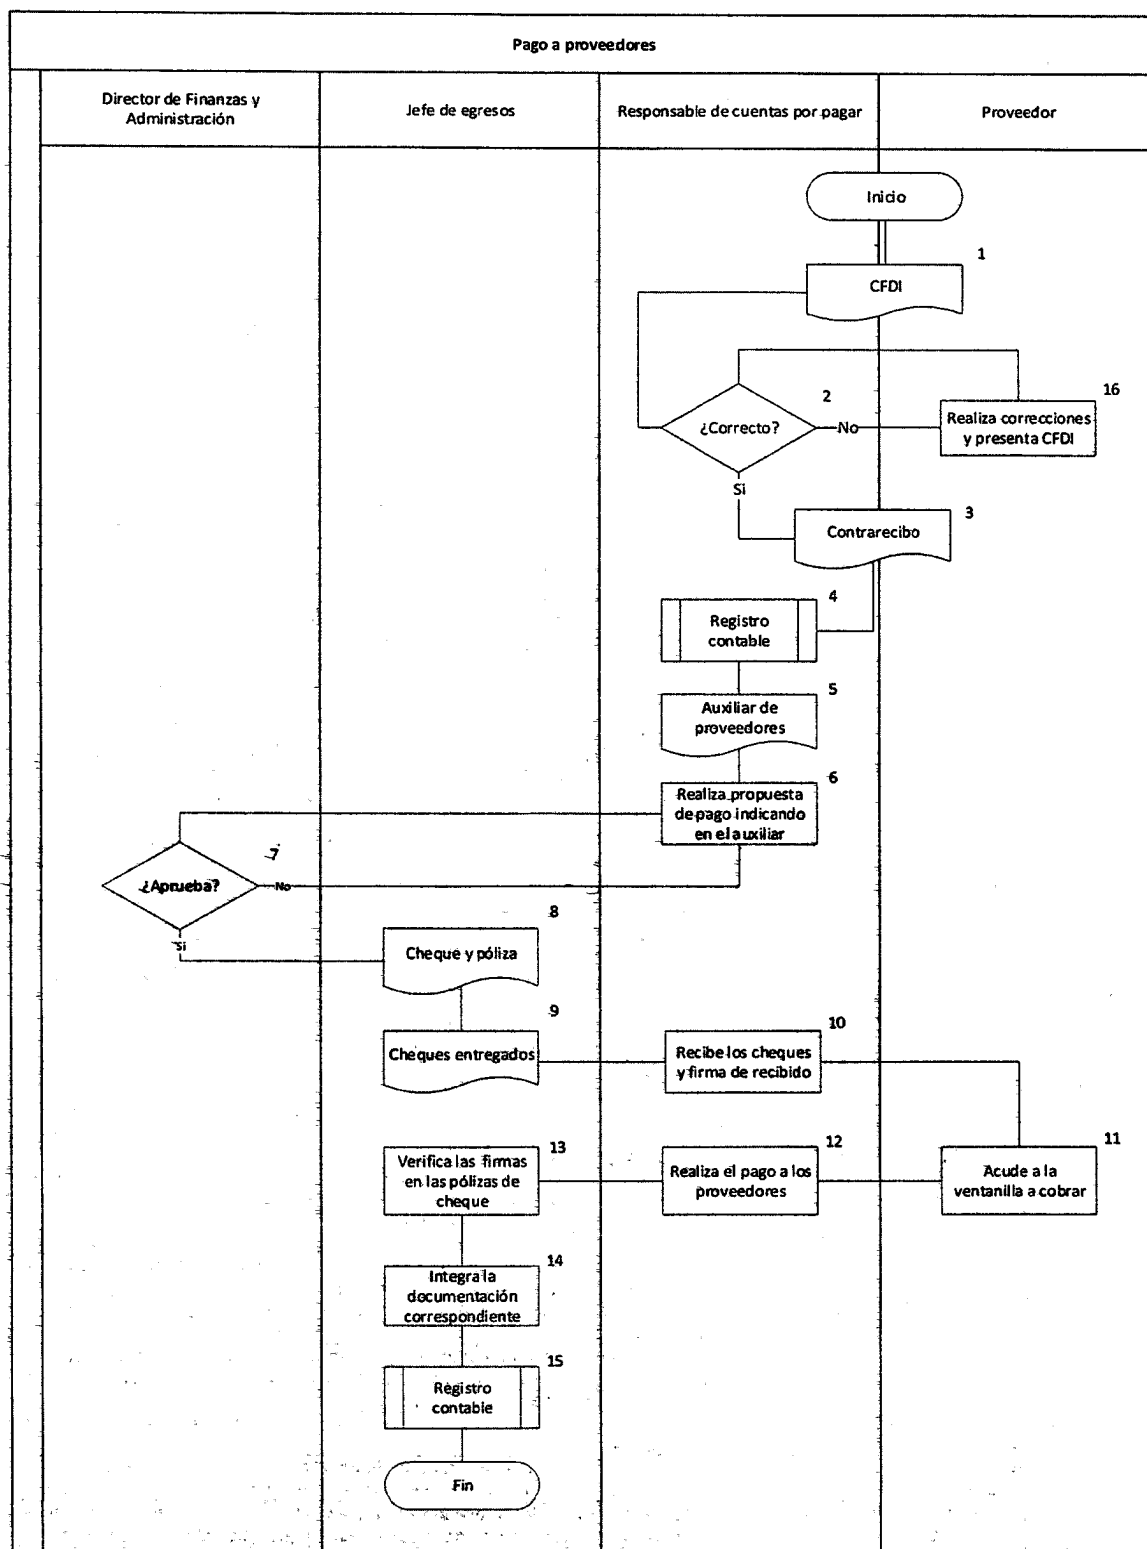 Pago a proveedores
Director de Finanzas y
Administración
Jefe de egresos
Responsable de cuentas por pagar
Proveedor
Inicio
1
CFDI
2
¿Correcto?
No
16
Realiza correcciones
y presenta CFDI
Si
3
Contrarecibo
4
Registro
contable
5
Auxiliar de
proveedores
6
Realiza propuesta
de pago indicando
en el auxiliar
7
¿Aprueba?
No
Si
8
Cheque y póliza
9
Cheques entregados
10
Recibe los cheques
y firma de recibido
11
Acude a la
ventanilla a cobrar
12
Realiza el pago a los
proveedores
13
Verifica las firmas
en las pólizas de
cheque
14
Integra la
documentación
correspondiente
15
Registro
contable
Fin